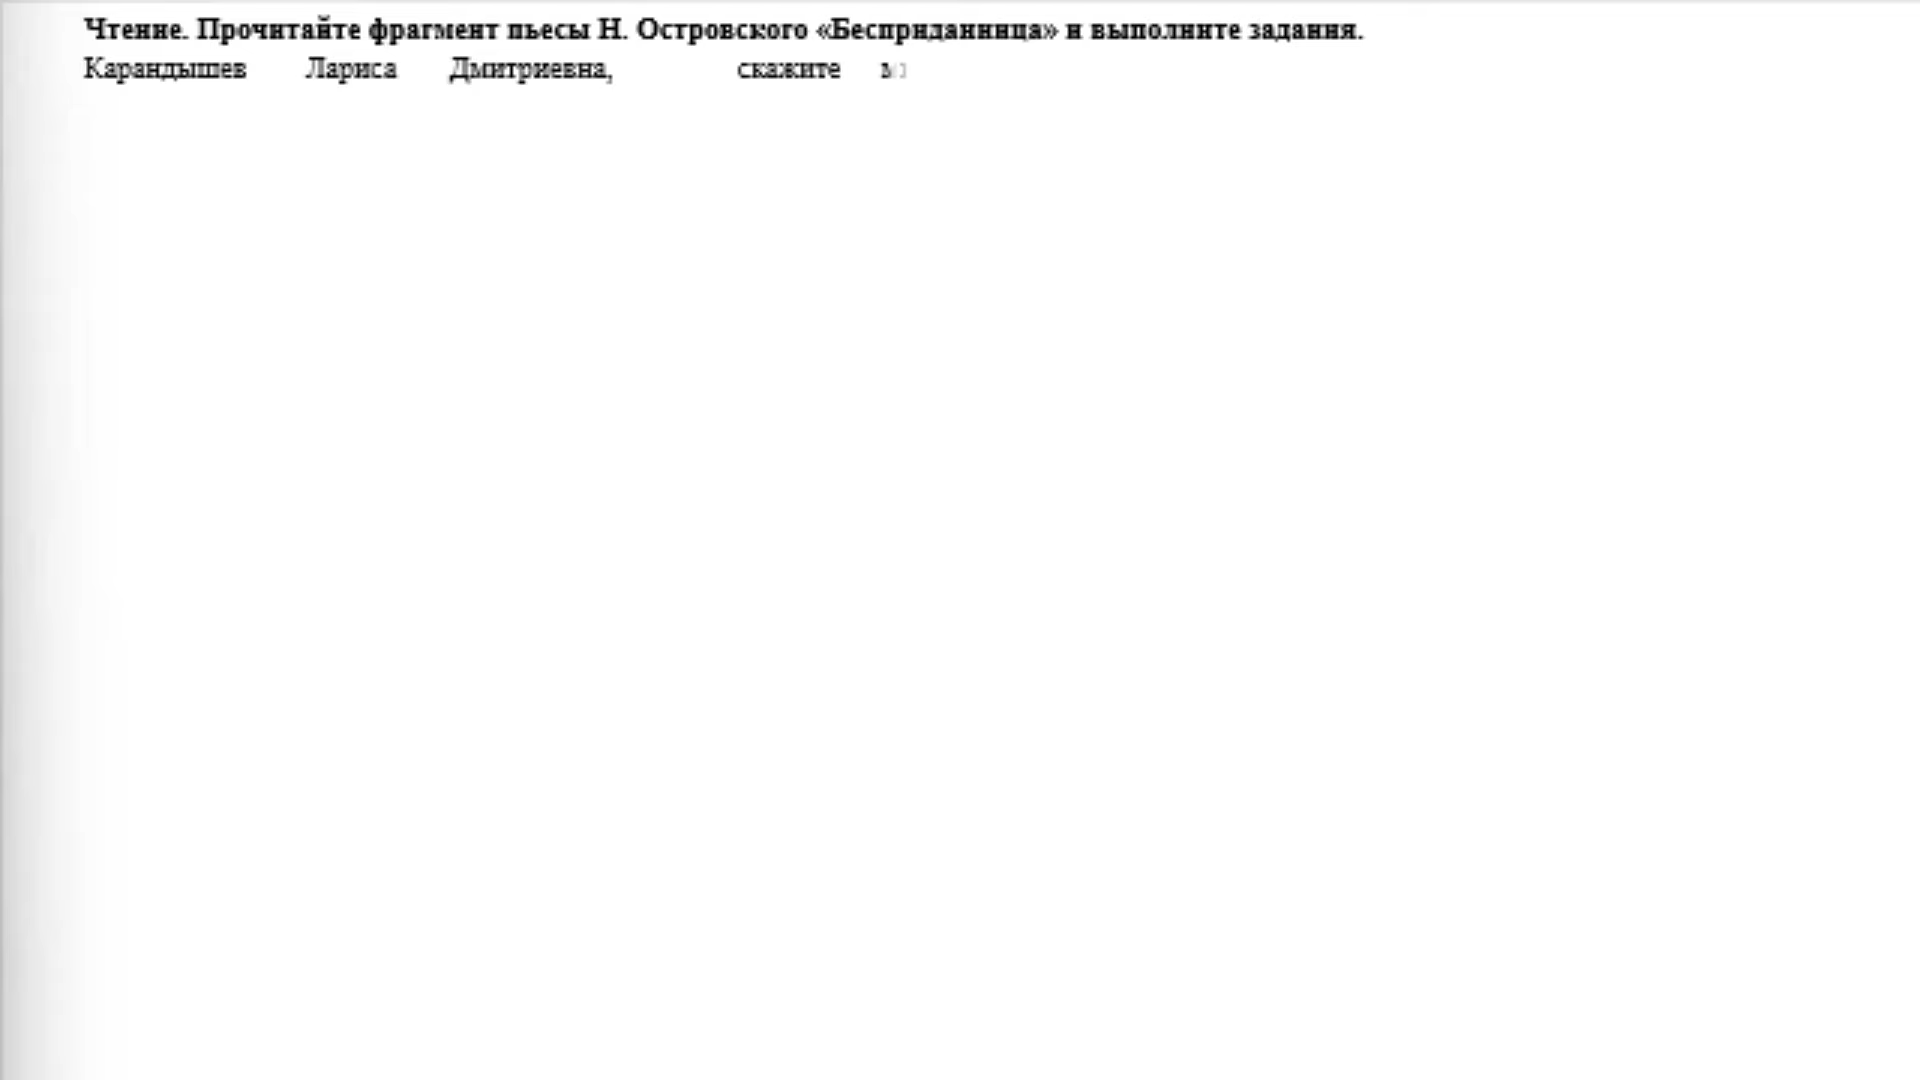 Чтение. Прочитайте фрагмент пьесы Н. Островского «Бесприданница» и выполните задания.
Карандышев Лариса Дмитриевна, скажите